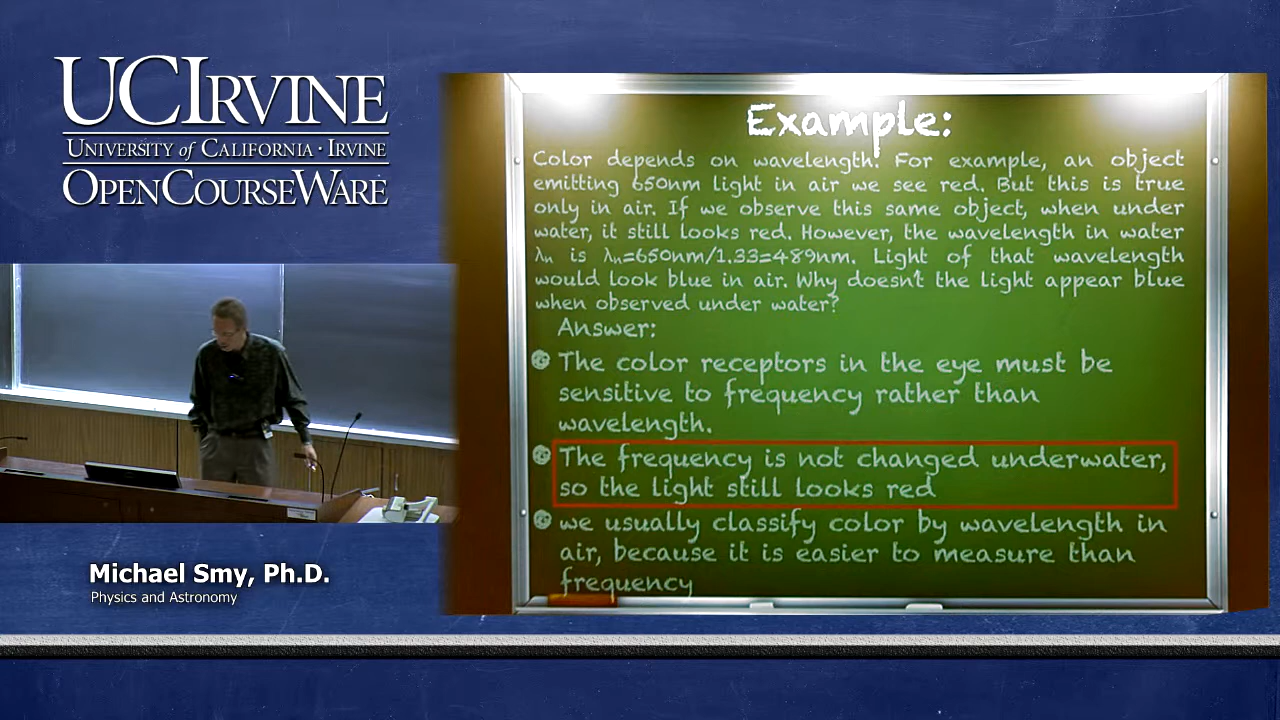 UCIRVINE
UNIVERSITY of CALIFORNIA · IRVINE
OPENCOURSEWARE
Example:
Color depends on wavelength. For example, an object
emitting 650nm light in air we see red. But this is true
only in air. If we observe this same object, when under
water, it still looks red. However, the wavelength in water
λn is λn=650nm/1.33=489nm. Light of that wavelength
would look blue in air. Why doesn't the light appear blue
when observed under water?
Answer:
The color receptors in the eye must be
sensitive to frequency rather than
wavelength.
The frequency is not changed underwater,
so the light still looks red
we usually classify color by wavelength in
air, because it is easier to measure than
frequency
Michael Smy, Ph.D.
Physics and Astronomy